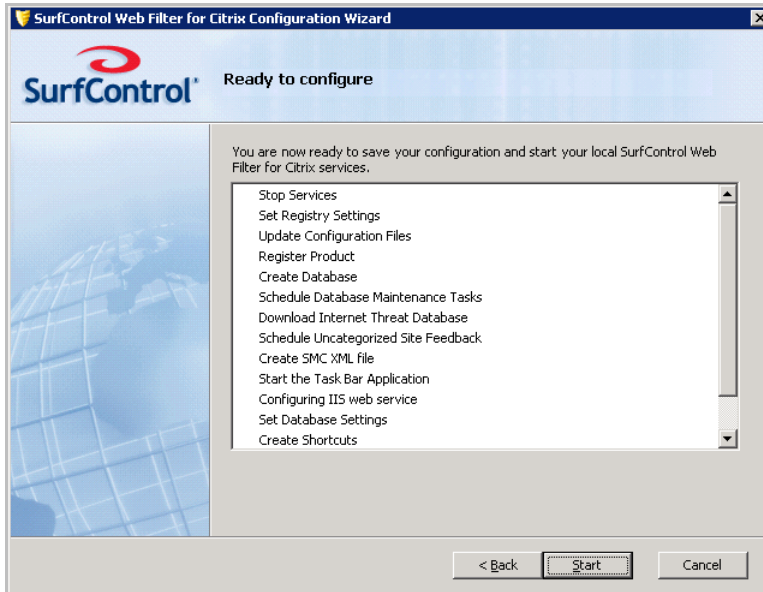 SurfControl Web Filter for Citrix Configuration Wizard
SurfControl
Ready to configure
You are now ready to save your configuration and start your local SurfControl Web
Filter for Citrix services.
Stop Services
Set Registry Settings
Update Configuration Files
Register Product
Create Database
Schedule Database Maintenance Tasks
Download Internet Threat Database
Schedule Uncategorized Site Feedback
Create SMC XML file
Start the Task Bar Application
Configuring IIS web service
Set Database Settings
Create Shortcuts
< Back Start Cancel